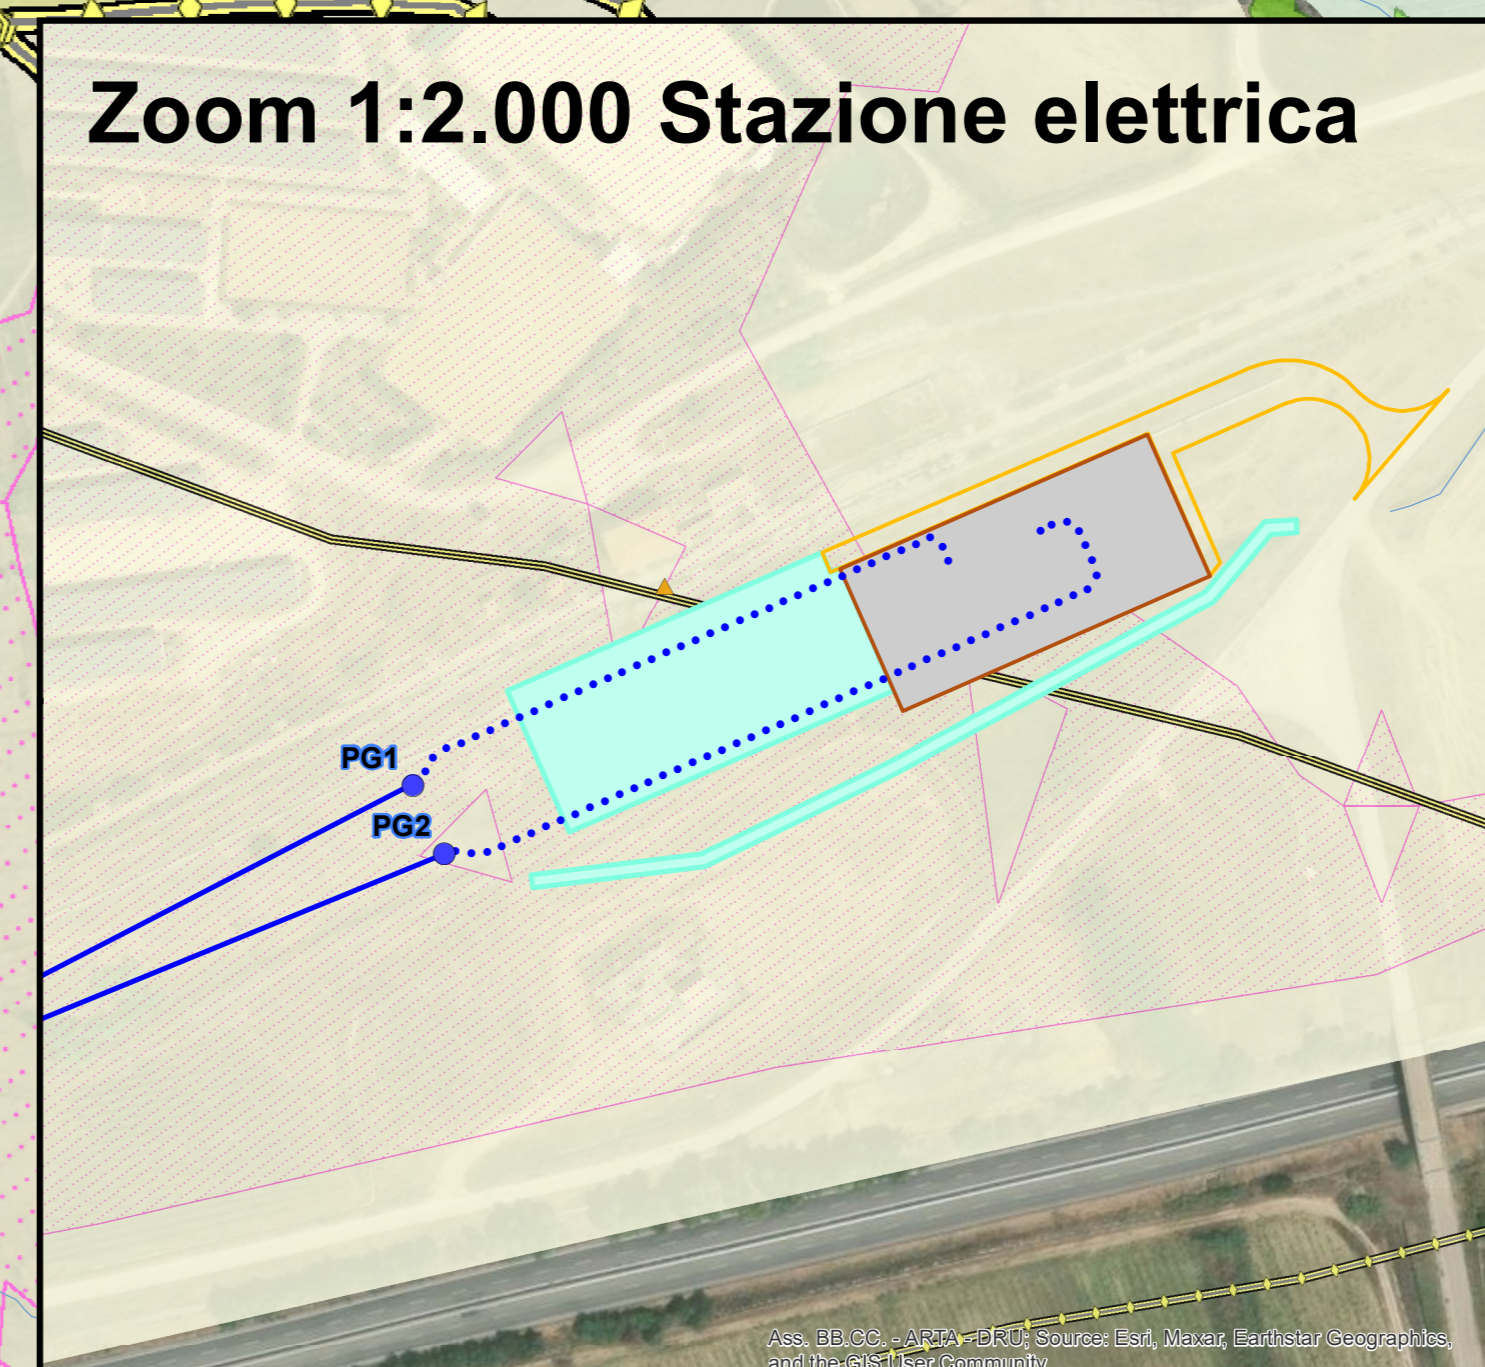 Zoom 1:2.000 Stazione elettrica
PG1
PG2
Ass. BB.CC. - ARTA - DRU; Source: Esri, Maxar, Earthstar Geographics,
and the GIS User Community